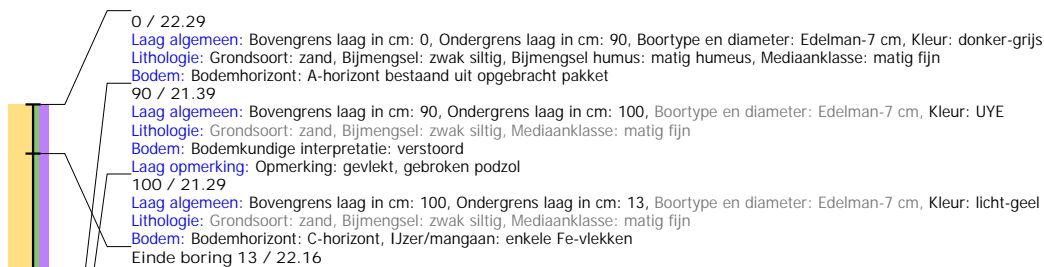 0 / 22.29
Laag algemeen: Bovengrens laag in cm: 0, Ondergrens laag in cm: 90, Boortype en diameter: Edelman-7 cm, Kleur: donker-grijs
Lithologie: Grondsoort: zand, Bijmengsel: zwak siltig, Bijmengsel humus: matig humeus, Mediaanklasse: matig fijn
Bodem: Bodemhorizont: A-horizont bestaand uit opgebracht pakket
90 / 21.39
Laag algemeen: Bovengrens laag in cm: 90, Ondergrens laag in cm: 100, Boortype en diameter: Edelman-7 cm, Kleur: UYE
Lithologie: Grondsoort: zand, Bijmengsel: zwak siltig, Mediaanklasse: matig fijn
Bodem: Bodemkundige interpretatie: verstoord
Laag opmerking: Opmerking: gevlekt, gebroken podzol
100 / 21.29
Laag algemeen: Bovengrens laag in cm: 100, Ondergrens laag in cm: 13, Boortype en diameter: Edelman-7 cm, Kleur: licht-geel
Lithologie: Grondsoort: zand, Bijmengsel: zwak siltig, Mediaanklasse: matig fijn
Bodem: Bodemhorizont: C-horizont, IJzer/mangaan: enkele Fe-vlekken
Einde boring 13 / 22.16